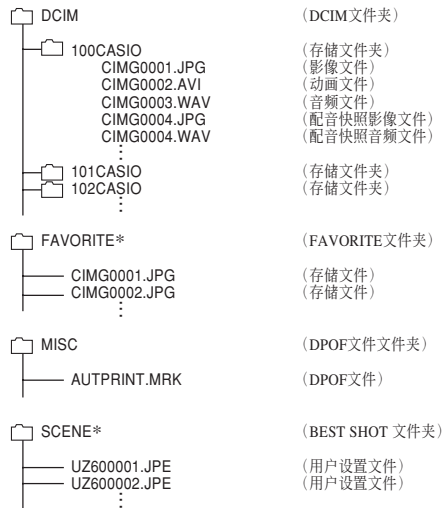 DCIM （DCIM文件夹）
100CASIO （存储文件夹）
CIMG0001.JPG （影像文件）
CIMG0002.AVI （动画文件）
CIMG0003.WAV （音频文件）
CIMG0004.JPG （配音快照影像文件）
CIMG0004.WAV （配音快照音频文件）
101CASIO （存储文件夹）
102CASIO （存储文件夹）
FAVORITE* （FAVORITE文件夹）
CIMG0001.JPG （存储文件）
CIMG0002.JPG （存储文件）
MISC （DPOF文件文件夹）
AUTPRINT.MRK （DPOF文件）
SCENE* （BEST SHOT 文件夹）
UZ600001.JPE （用户设置文件）
UZ600002.JPE （用户设置文件）